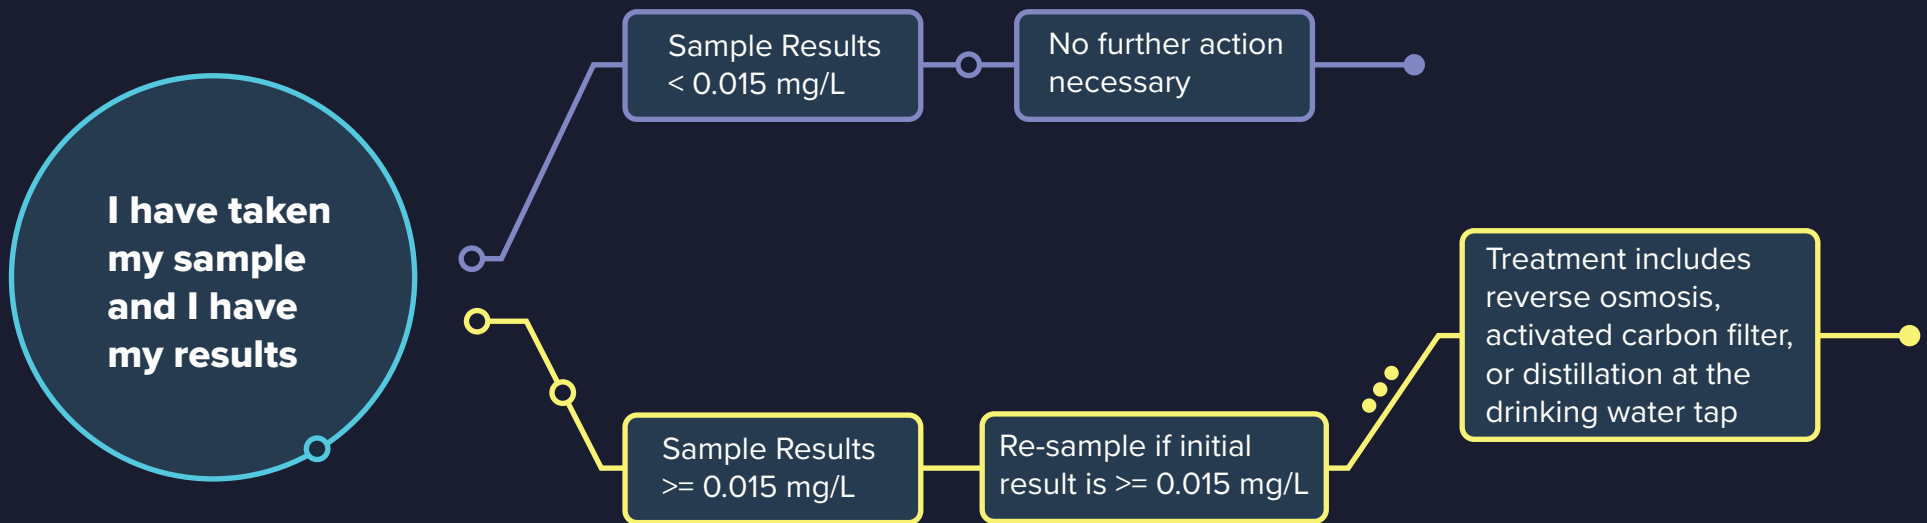 I have taken
my sample
and I have
my results
Sample Results
< 0.015 mg/L
No further action
necessary
Sample Results
>= 0.015 mg/L
Re-sample if initial
result is >= 0.015 mg/L
Treatment includes
reverse osmosis,
activated carbon filter,
or distillation at the
drinking water tap